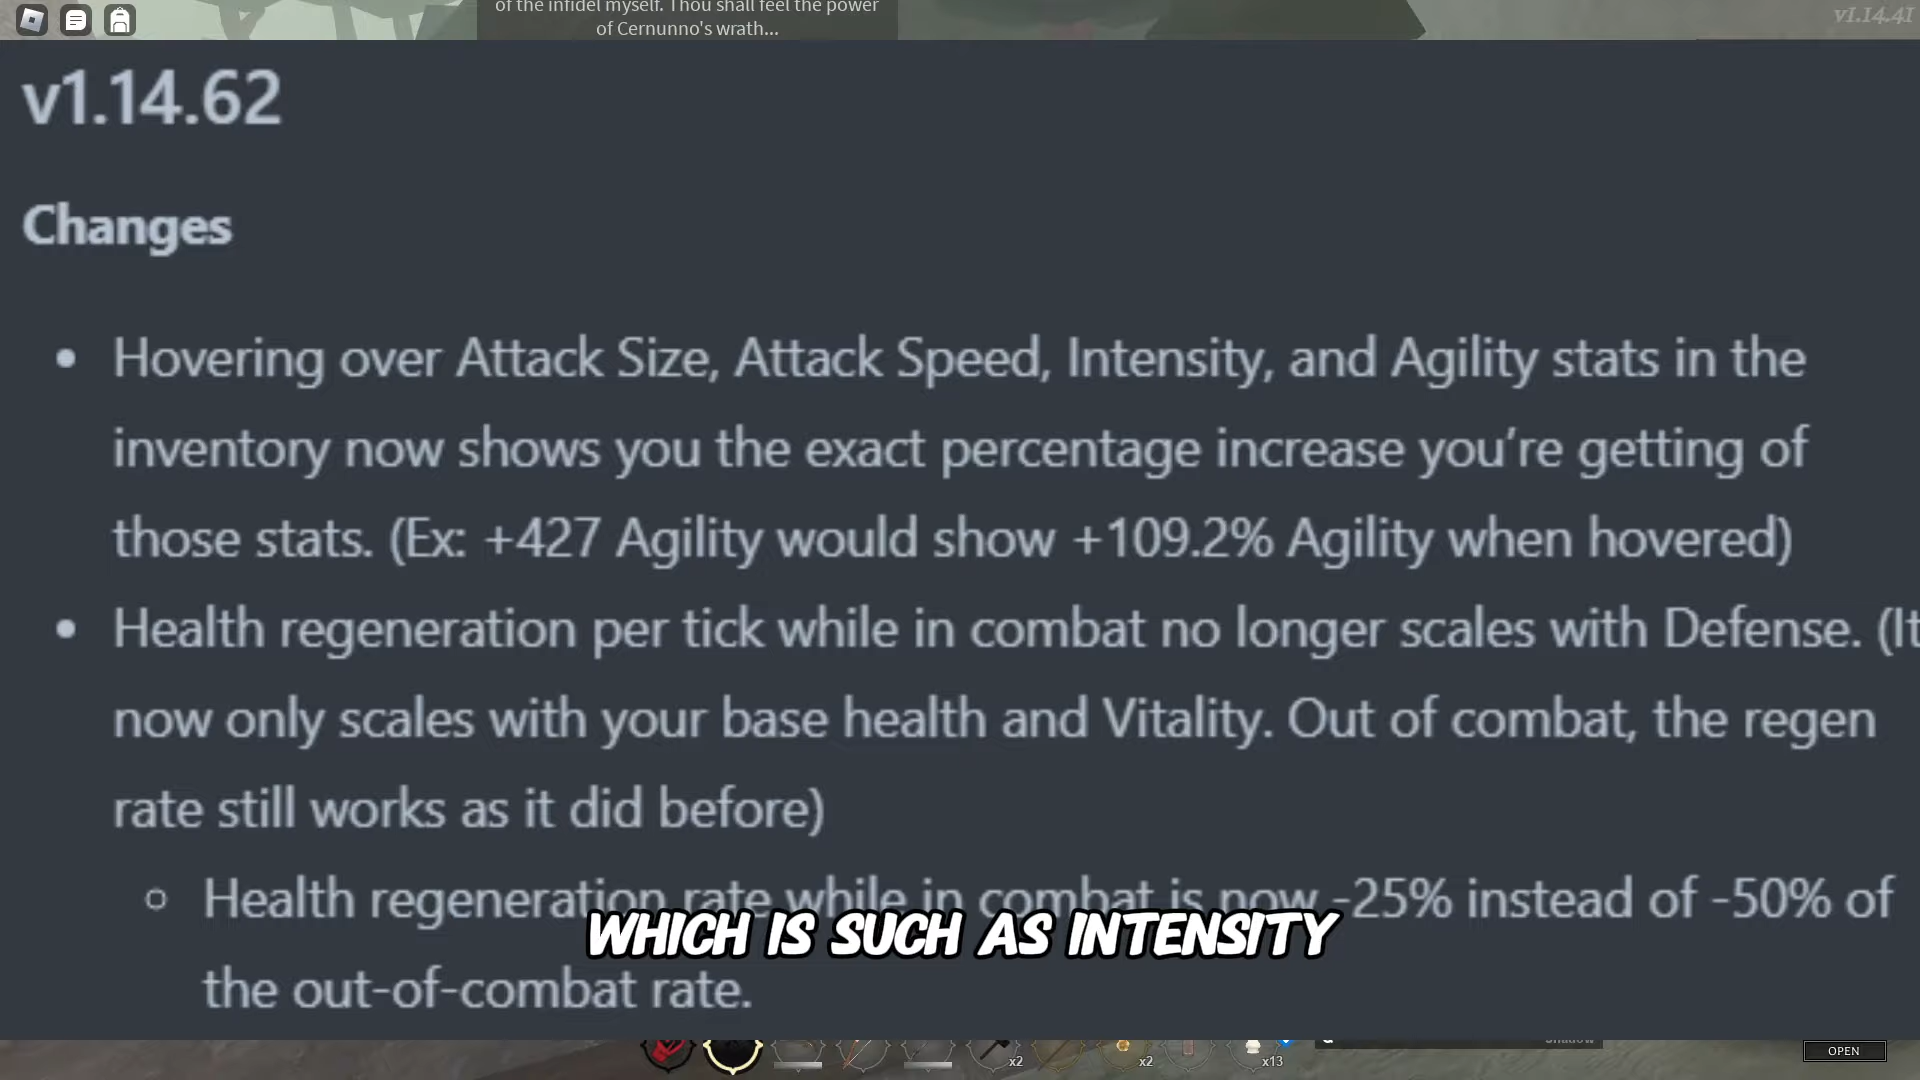 of the infidel myself. Thou shall feel the power
of Cernunno's wrath...
v1.14.41
v1.14.62
Changes
• Hovering over Attack Size, Attack Speed, Intensity, and Agility stats in the
inventory now shows you the exact percentage increase you're getting of
those stats. (Ex: +427 Agility would show +109.2% Agility when hovered)
• Health regeneration per tick while in combat no longer scales with Defense. (It
now only scales with your base health and Vitality. Out of combat, the regen
rate still works as it did before)
○ Health regeneration rate while in combat is now -25% instead of -50% of
WHICH IS SUCH AS INTENSITY
the out-of-combat rate.
x2
x2
x13
OPEN